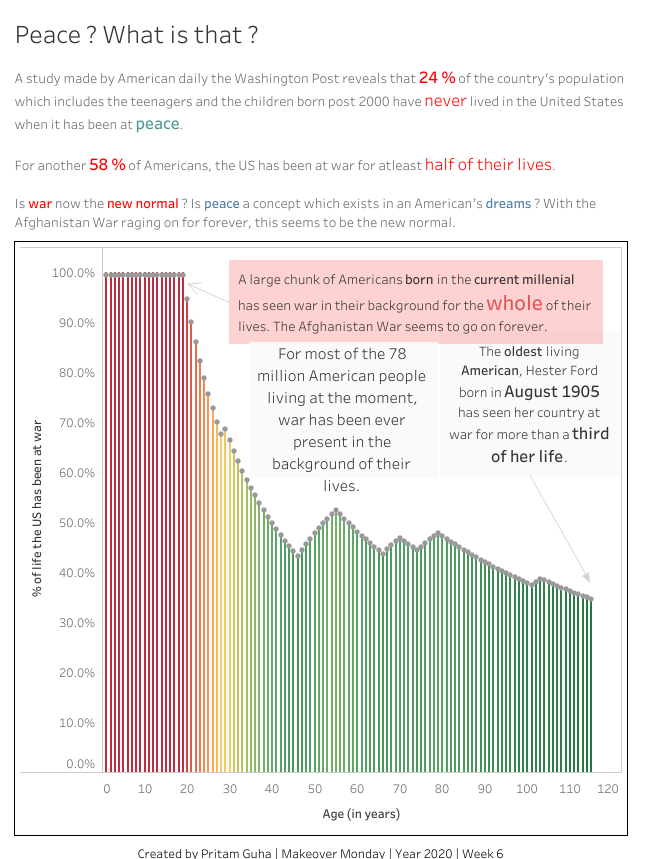 Peace ? What is that ?
A study made by American daily the Washington Post reveals that 24 % of the country's population
which includes the teenagers and the children born post 2000 have never lived in the United States
when it has been at peace.
For another 58 % of Americans, the US has been at war for atleast half of their lives.
Is war now the new normal ? Is peace a concept which exists in an American's dreams ? With the
Afghanistan War raging on for forever, this seems to be the new normal.
A large chunk of Americans born in the current millenial
has seen war in their background for the whole of their
lives. The Afghanistan War seems to go on forever.
For most of the 78
million American people
living at the moment,
war has been ever
present in the
background of their
lives.
The oldest living
American, Hester Ford
born in August 1905
has seen her country at
war for more than a third
of her life.
% of life the US has been at war
100.0%
90.0%
80.0%
70.0%
60.0%
50.0%
40.0%
30.0%
20.0%
10.0%
0.0%
0 10 20 30 40 50 60 70 80 90 100 110 120
Age (in years)
Created by Pritam Guha | Makeover Monday | Year 2020 | Week 6